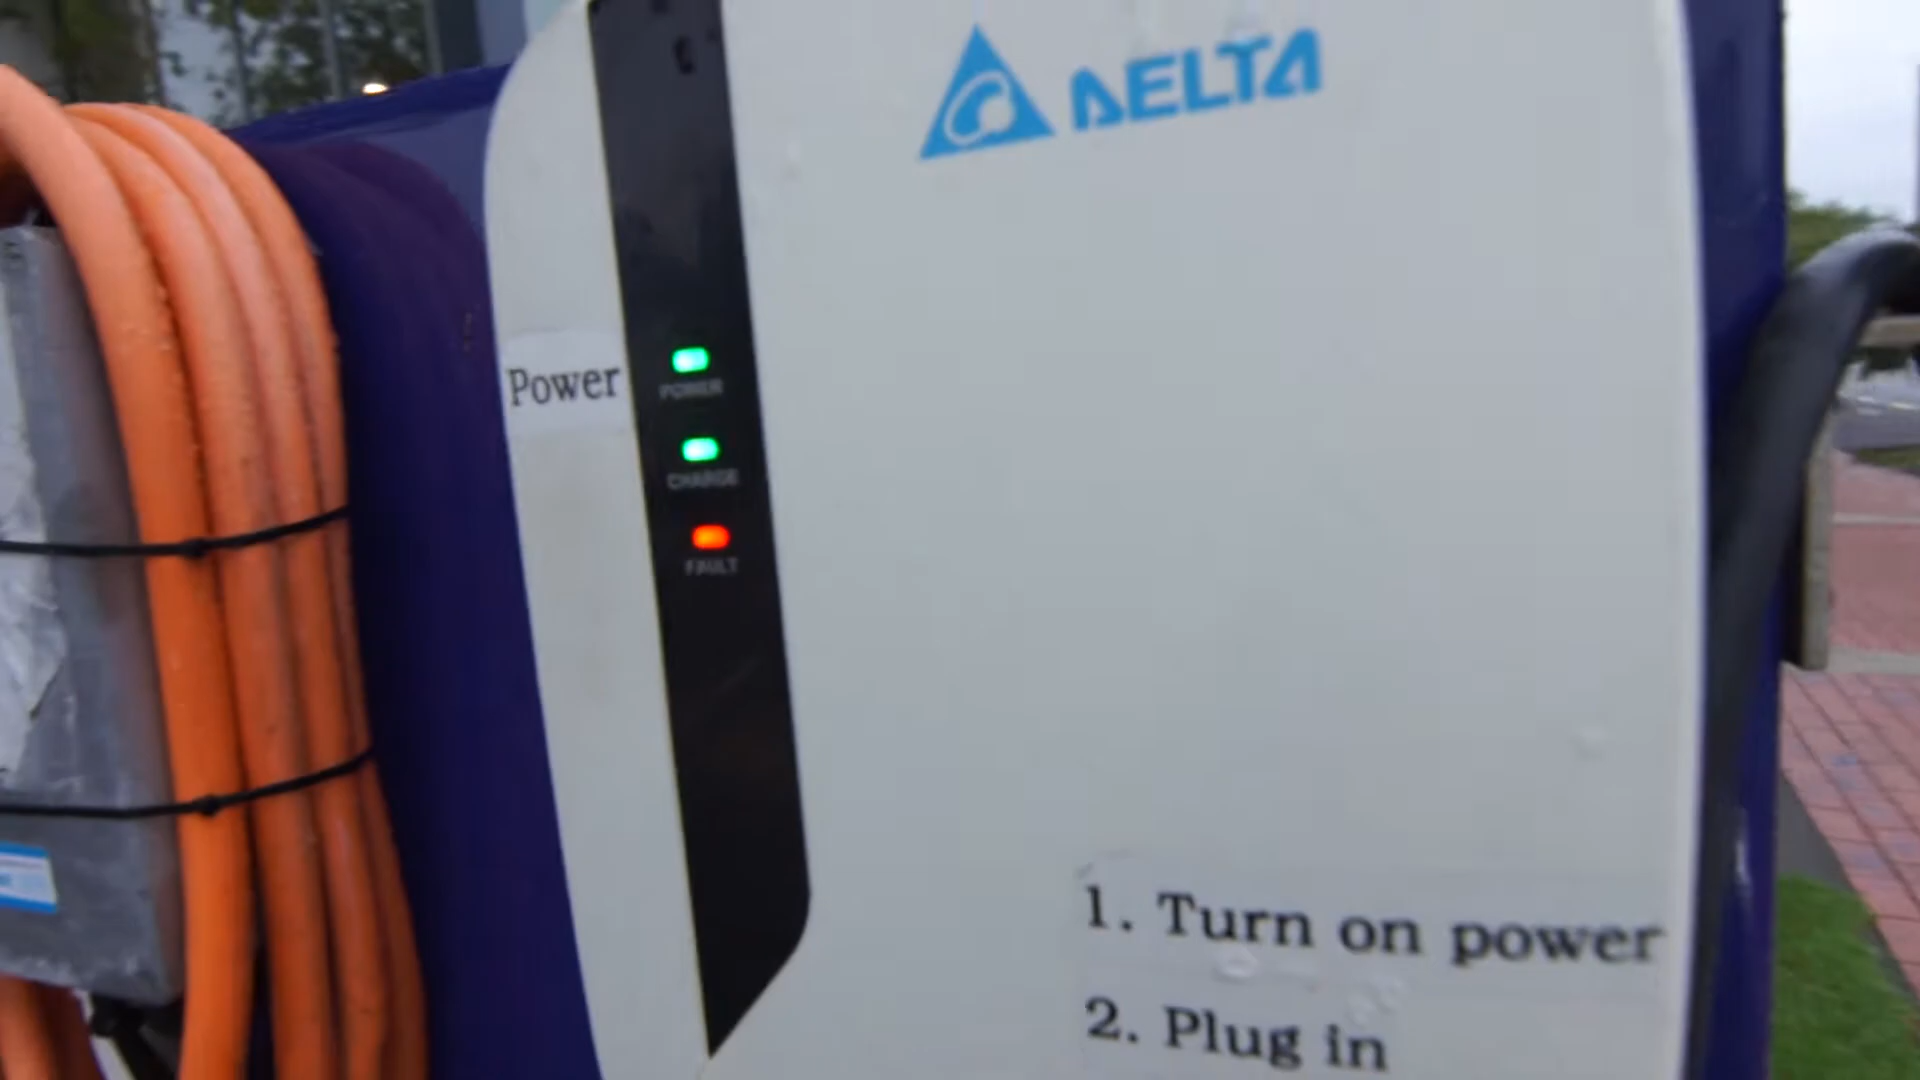 DELTA
Power
POWER
CHARGE
FAULT
1. Turn on power
2. Plug in